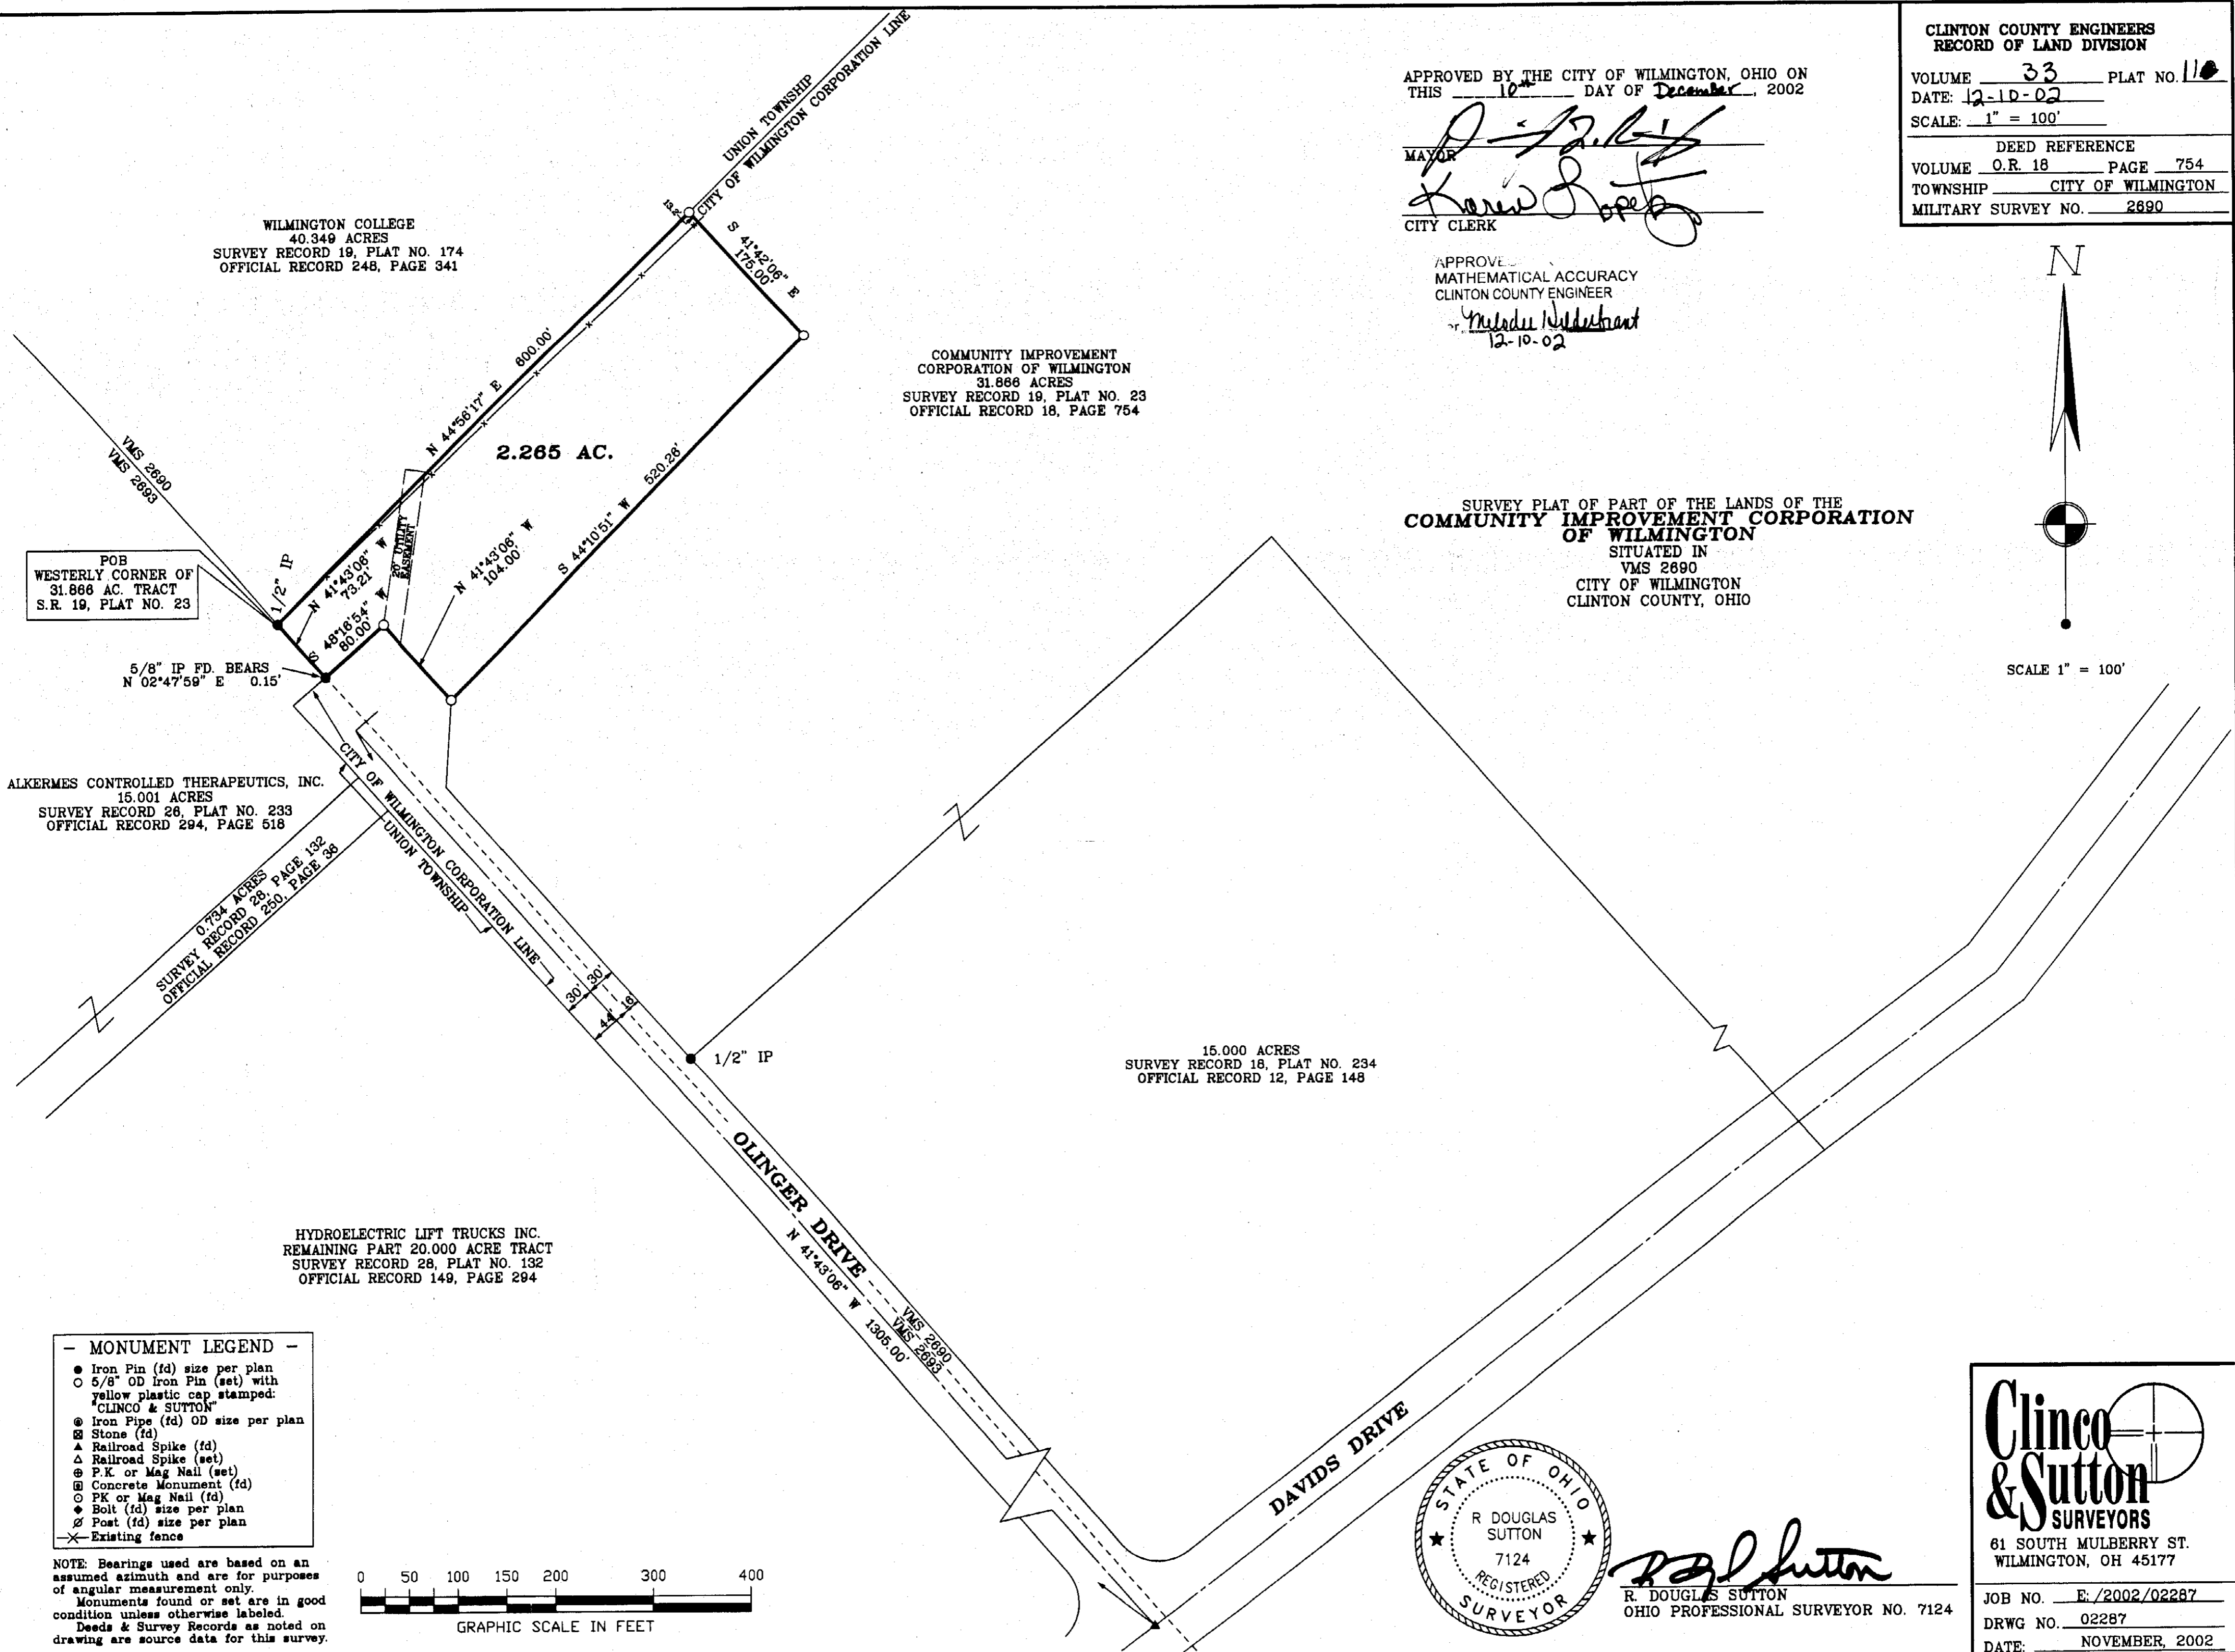 CLINTON COUNTY ENGINEERS
RECORD OF LAND DIVISION
VOLUME 33 PLAT NO.
DATE: 12-10-02
SCALE: 1" = 100'
DEED REFERENCE
VOLUME O.R. 18 PAGE 754
TOWNSHIP CITY OF WILMINGTON
MILITARY SURVEY NO. 2690
APPROVED BY THE CITY OF WILMINGTON, OHIO ON
THIS 10th DAY OF December, 2002
MAYOR
Karen Lopez
CITY CLERK
APPROVE
MATHEMATICAL ACCURACY
CLINTON COUNTY ENGINEER
Melodee Hilderbrant
12-10-02
UNION TOWNSHIP
CITY OF WILMINGTON CORPORATION LINE
WILMINGTON COLLEGE
40.349 ACRES
SURVEY RECORD 19, PLAT NO. 174
OFFICIAL RECORD 248, PAGE 341
13.2'
S 41°42'06" E
175.00'
N 44°56'17" E 600.00'
2.265 AC.
COMMUNITY IMPROVEMENT
CORPORATION OF WILMINGTON
31.866 ACRES
SURVEY RECORD 19, PLAT NO. 23
OFFICIAL RECORD 18, PAGE 754
VMS 2690
VMS 2693
S 44°10'51" W 520.26'
20' UTILITY
EASEMENT
N 41°43'06" W
104.00'
POB
WESTERLY CORNER OF
31.866 AC. TRACT
S.R. 19, PLAT NO. 23
1/2" IP
N 41°43'06" W
73.21'
S 48°16'54" W
80.00'
5/8" IP FD. BEARS
N 02°47'59" E 0.15'
N
SCALE 1" = 100'
SURVEY PLAT OF PART OF THE LANDS OF THE
COMMUNITY IMPROVEMENT CORPORATION
OF WILMINGTON
SITUATED IN
VMS 2690
CITY OF WILMINGTON
CLINTON COUNTY, OHIO
ALKERMES CONTROLLED THERAPEUTICS, INC.
15.001 ACRES
SURVEY RECORD 26, PLAT NO. 233
OFFICIAL RECORD 294, PAGE 518
CITY OF WILMINGTON CORPORATION LINE
UNION TOWNSHIP
0.734 ACRES
SURVEY RECORD 28, PAGE 132
OFFICIAL RECORD 250, PAGE 36
30'
30'
44'
16'
1/2" IP
15.000 ACRES
SURVEY RECORD 18, PLAT NO. 234
OFFICIAL RECORD 12, PAGE 148
OLINGER DRIVE
N 41°43'06" W 1305.00'
VMS 2690
VMS 2693
DAVIDS DRIVE
HYDROELECTRIC LIFT TRUCKS INC.
REMAINING PART 20.000 ACRE TRACT
SURVEY RECORD 28, PLAT NO. 132
OFFICIAL RECORD 149, PAGE 294
- MONUMENT LEGEND -
Iron Pin (fd) size per plan
5/8" OD Iron Pin (set) with
yellow plastic cap stamped:
"CLINCO & SUTTON"
Iron Pipe (fd) OD size per plan
Stone (fd)
Railroad Spike (fd)
Railroad Spike (set)
P.K. or Mag Nail (set)
Concrete Monument (fd)
PK or Mag Nail (fd)
Bolt (fd) size per plan
Post (fd) size per plan
Existing fence
NOTE: Bearings used are based on an
assumed azimuth and are for purposes
of angular measurement only.
Monuments found or set are in good
condition unless otherwise labeled.
Deeds & Survey Records as noted on
drawing are source data for this survey.
0 50 100 150 200 300 400
GRAPHIC SCALE IN FEET
STATE OF OHIO
R DOUGLAS
SUTTON
7124
REGISTERED
SURVEYOR
R. DOUGLAS SUTTON
OHIO PROFESSIONAL SURVEYOR NO. 7124
Clinco
& Sutton
SURVEYORS
61 SOUTH MULBERRY ST.
WILMINGTON, OH 45177
JOB NO. E:/2002/02287
DRWG NO. 02287
DATE: NOVEMBER, 2002